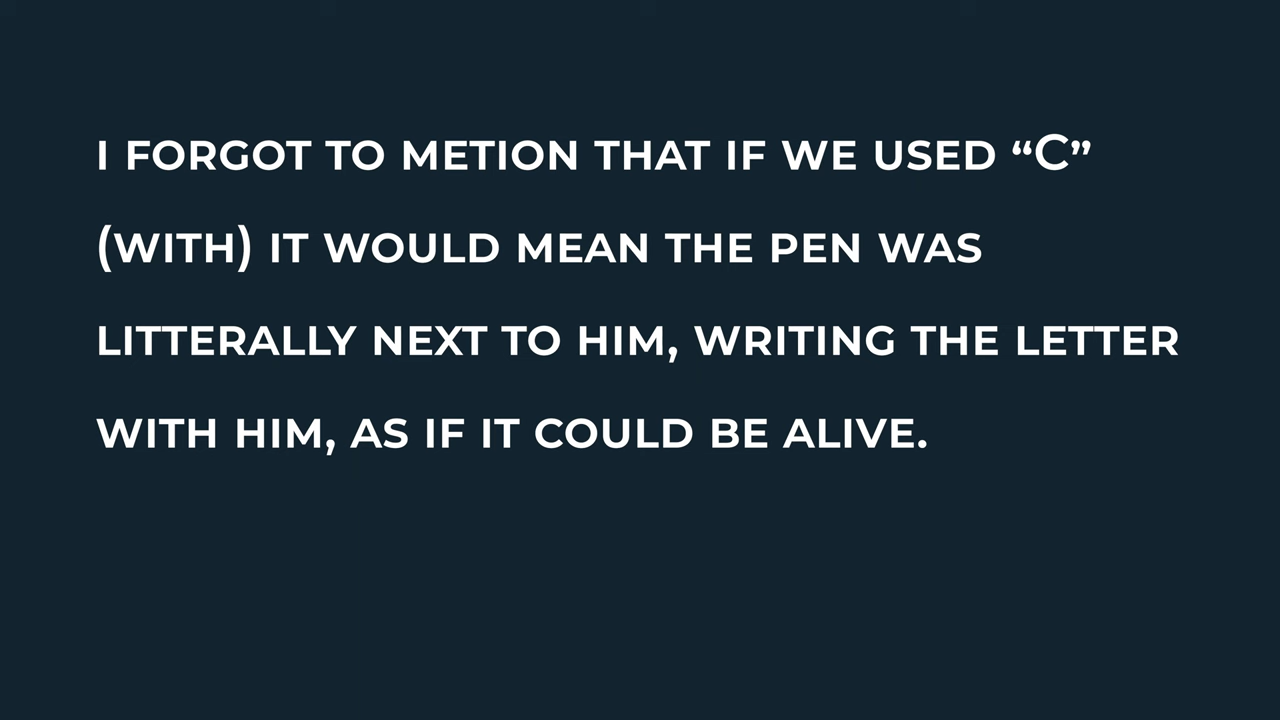 I FORGOT TO METION THAT IF WE USED “С”
(WITH) IT WOULD MEAN THE PEN WAS
LITTERALLY NEXT TO HIM, WRITING THE LETTER
WITH HIM, AS IF IT COULD BE ALIVE.